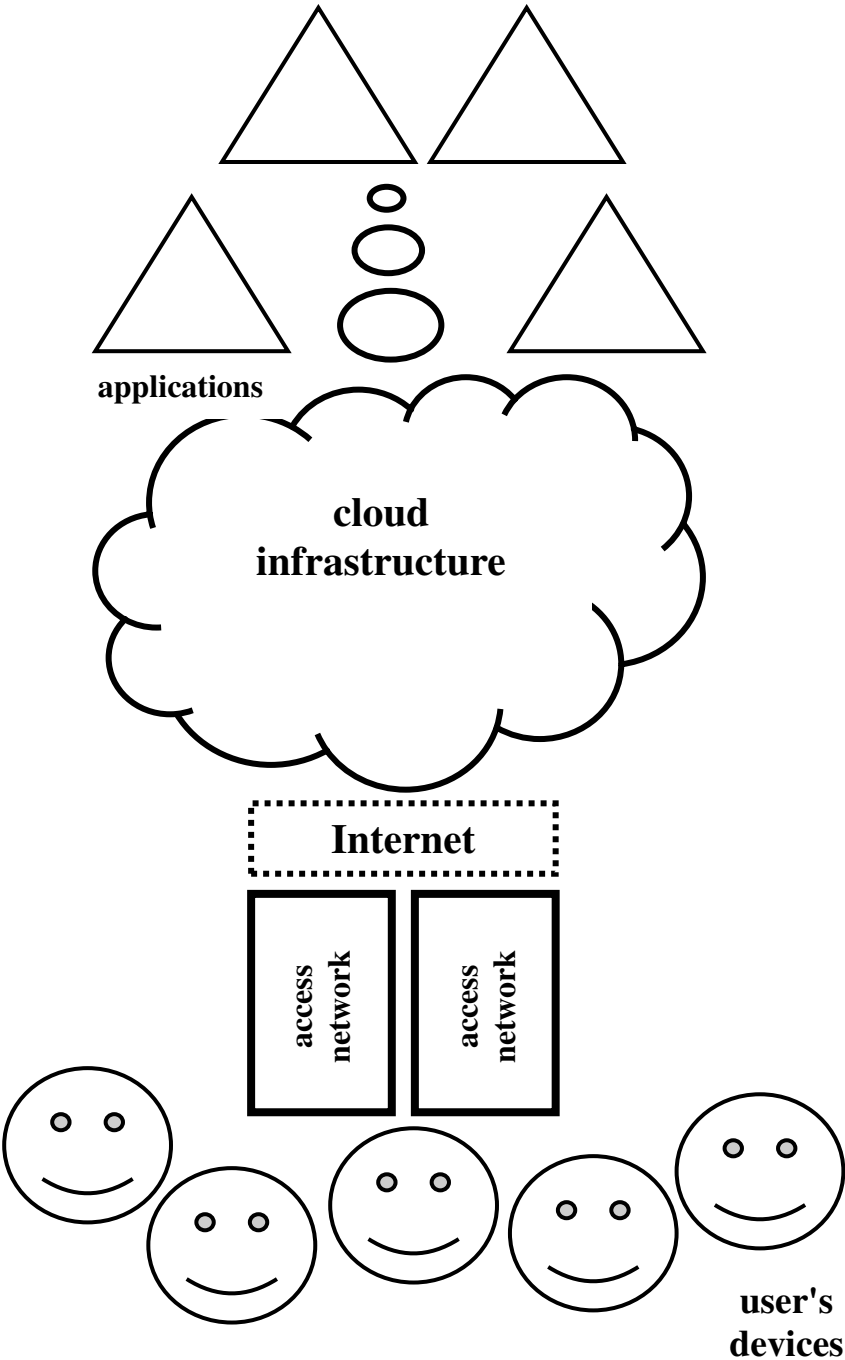 applications
cloud
infrastructure
Internet
access
network
access
network
user's
devices